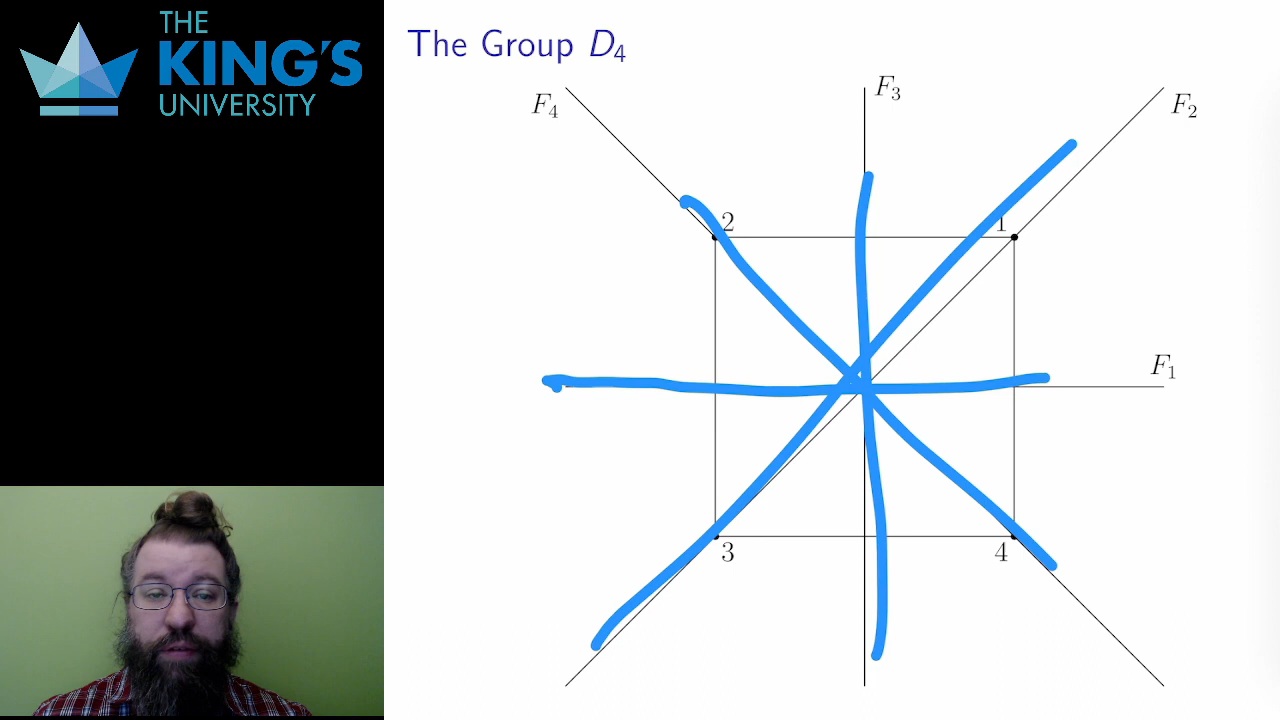 THE
KING'S
UNIVERSITY
The Group D₄
F₄
F₃
F₂
2
1
F₁
3
4